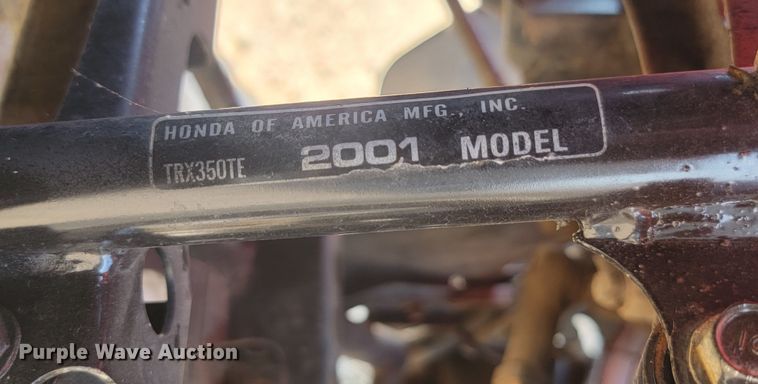 HONDA OF AMERICA MFG., INC.
TRX350TE 2001 MODEL
Purple Wave Auction